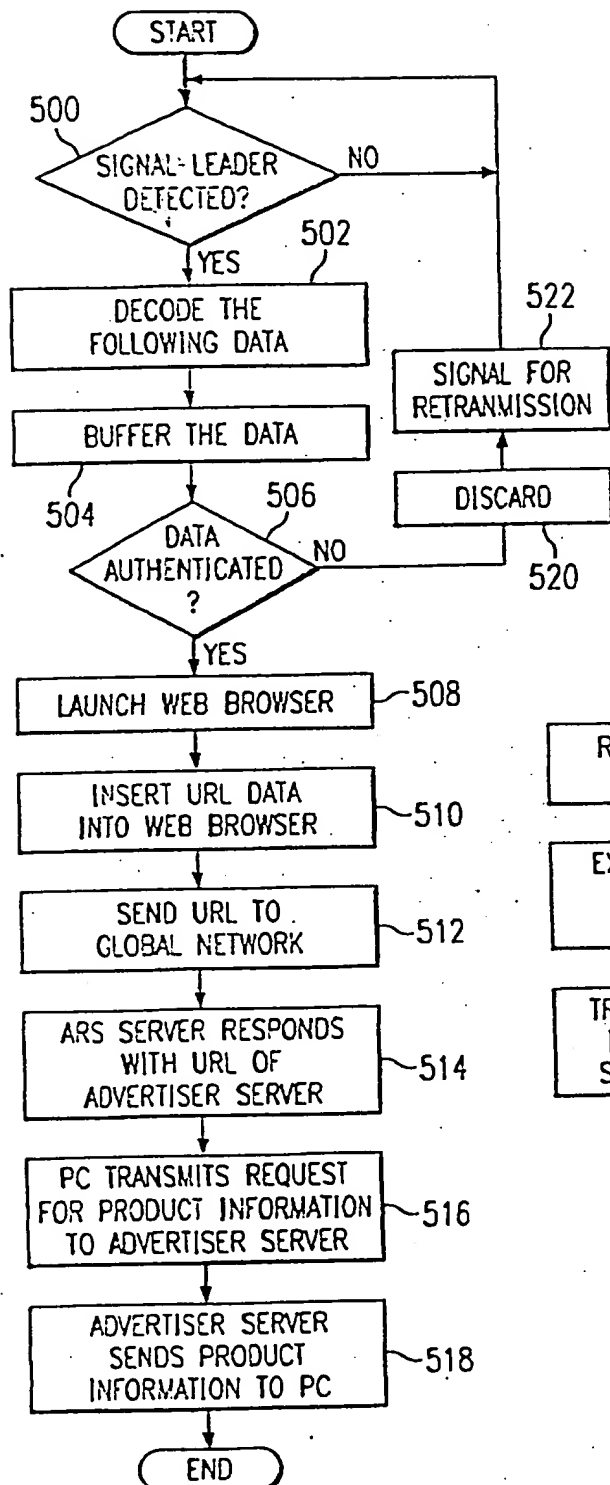 START
500
SIGNAL-LEADER
DETECTED?
NO
YES
502
DECODE THE
FOLLOWING DATA
522
SIGNAL FOR
RETRANMISSION
BUFFER THE DATA
504
506
DATA
AUTHENTICATED
?
NO
DISCARD
520
YES
LAUNCH WEB BROWSER
508
INSERT URL DATA
INTO WEB BROWSER
510
SEND URL TO
GLOBAL NETWORK
512
ARS SERVER RESPONDS
WITH URL OF
ADVERTISER SERVER
514
PC TRANSMITS REQUEST
FOR PRODUCT INFORMATION
TO ADVERTISER SERVER
516
ADVERTISER SERVER
SENDS PRODUCT
INFORMATION TO PC
518
END
R
EX
TR
S